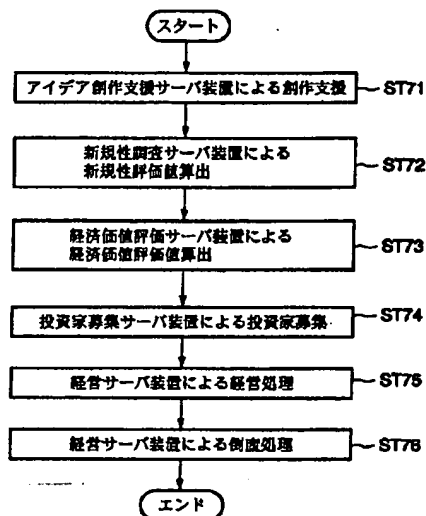 スタート
アイデア創作支援サーバ装置による創作支援
ST71
新規性調査サーバ装置による
新規性評価値算出
ST72
経済価値評価サーバ装置による
経済価値評価値算出
ST73
投資家募集サーバ装置による投資家募集
ST74
経営サーバ装置による経営処理
ST75
経営サーバ装置による倒産処理
ST76
エンド